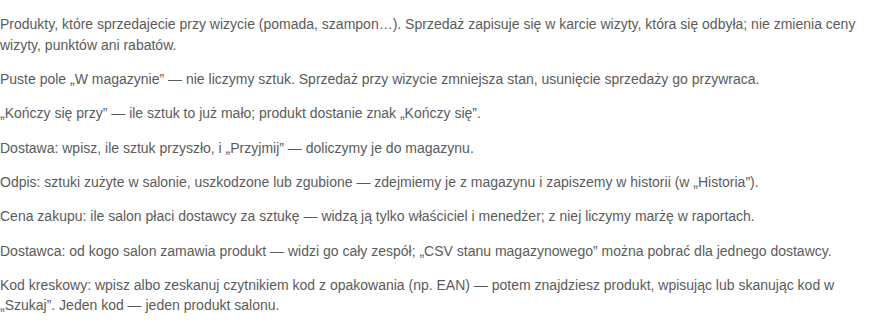 Produkty, które sprzedajecie przy wizycie (pomada, szampon…). Sprzedaż zapisuje się w karcie wizyty, która się odbyła; nie zmienia ceny
wizyty, punktów ani rabatów.
Puste pole „W magazynie” — nie liczymy sztuk. Sprzedaż przy wizycie zmniejsza stan, usunięcie sprzedaży go przywraca.
„Kończy się przy” — ile sztuk to już mało; produkt dostanie znak „Kończy się”.
Dostawa: wpisz, ile sztuk przyszło, i „Przyjmij” — doliczymy je do magazynu.
Odpis: sztuki zużyte w salonie, uszkodzone lub zgubione — zdejmiemy je z magazynu i zapiszemy w historii (w „Historia”).
Cena zakupu: ile salon płaci dostawcy za sztukę — widzą ją tylko właściciel i menedżer; z niej liczymy marżę w raportach.
Dostawca: od kogo salon zamawia produkt — widzi go cały zespół; „CSV stanu magazynowego” można pobrać dla jednego dostawcy.
Kod kreskowy: wpisz albo zeskanuj czytnikiem kod z opakowania (np. EAN) — potem znajdziesz produkt, wpisując lub skanując kod w
„Szukaj”. Jeden kod — jeden produkt salonu.